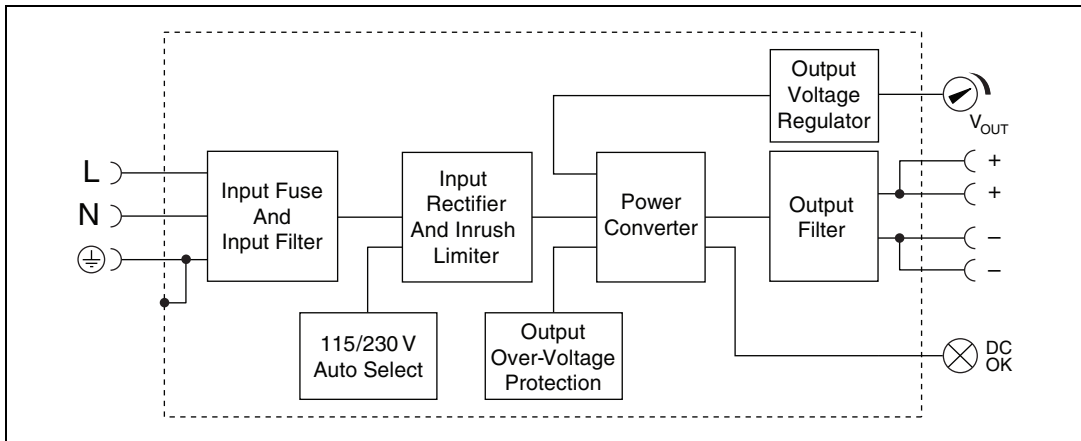 Output
Voltage
Regulator
VOUT
L
N
Input Fuse
And
Input Filter
Input
Rectifier
And Inrush
Limiter
Power
Converter
Output
Filter
+
+
–
–
115/230 V
Auto Select
Output
Over-Voltage
Protection
DC
OK